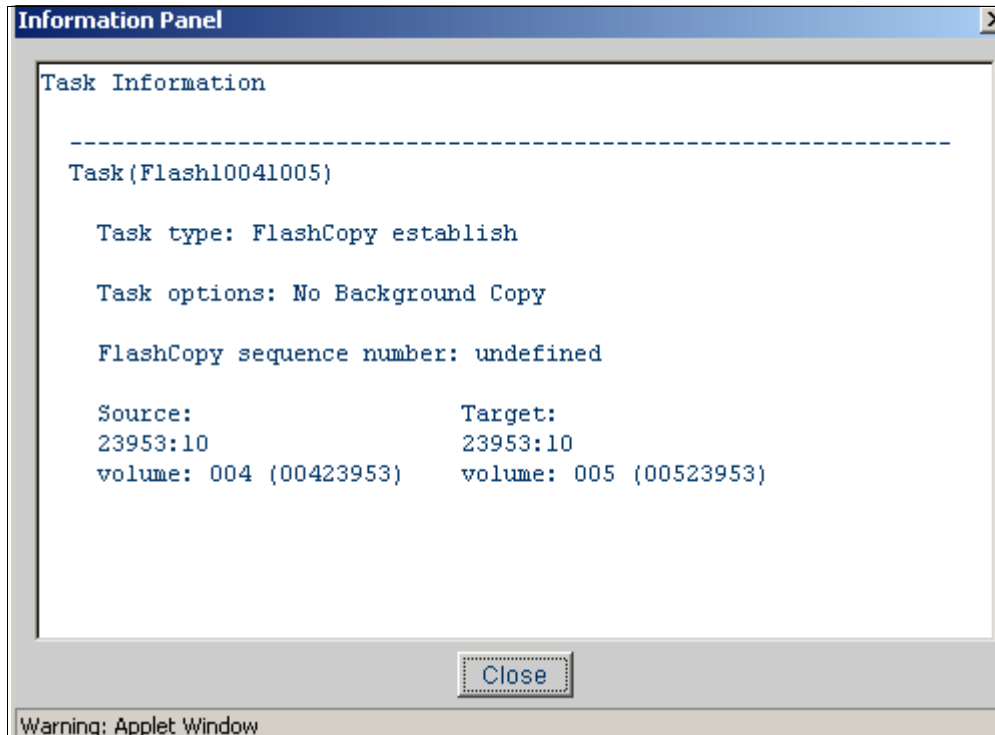 Information Panel
Task Information
---------------------------------------------------------------
Task(Flash10041005)
Task type: FlashCopy establish
Task options: No Background Copy
FlashCopy sequence number: undefined
Source: Target:
23953:10 23953:10
volume: 004 (00423953) volume: 005 (00523953)
Close
Warning: Applet Window